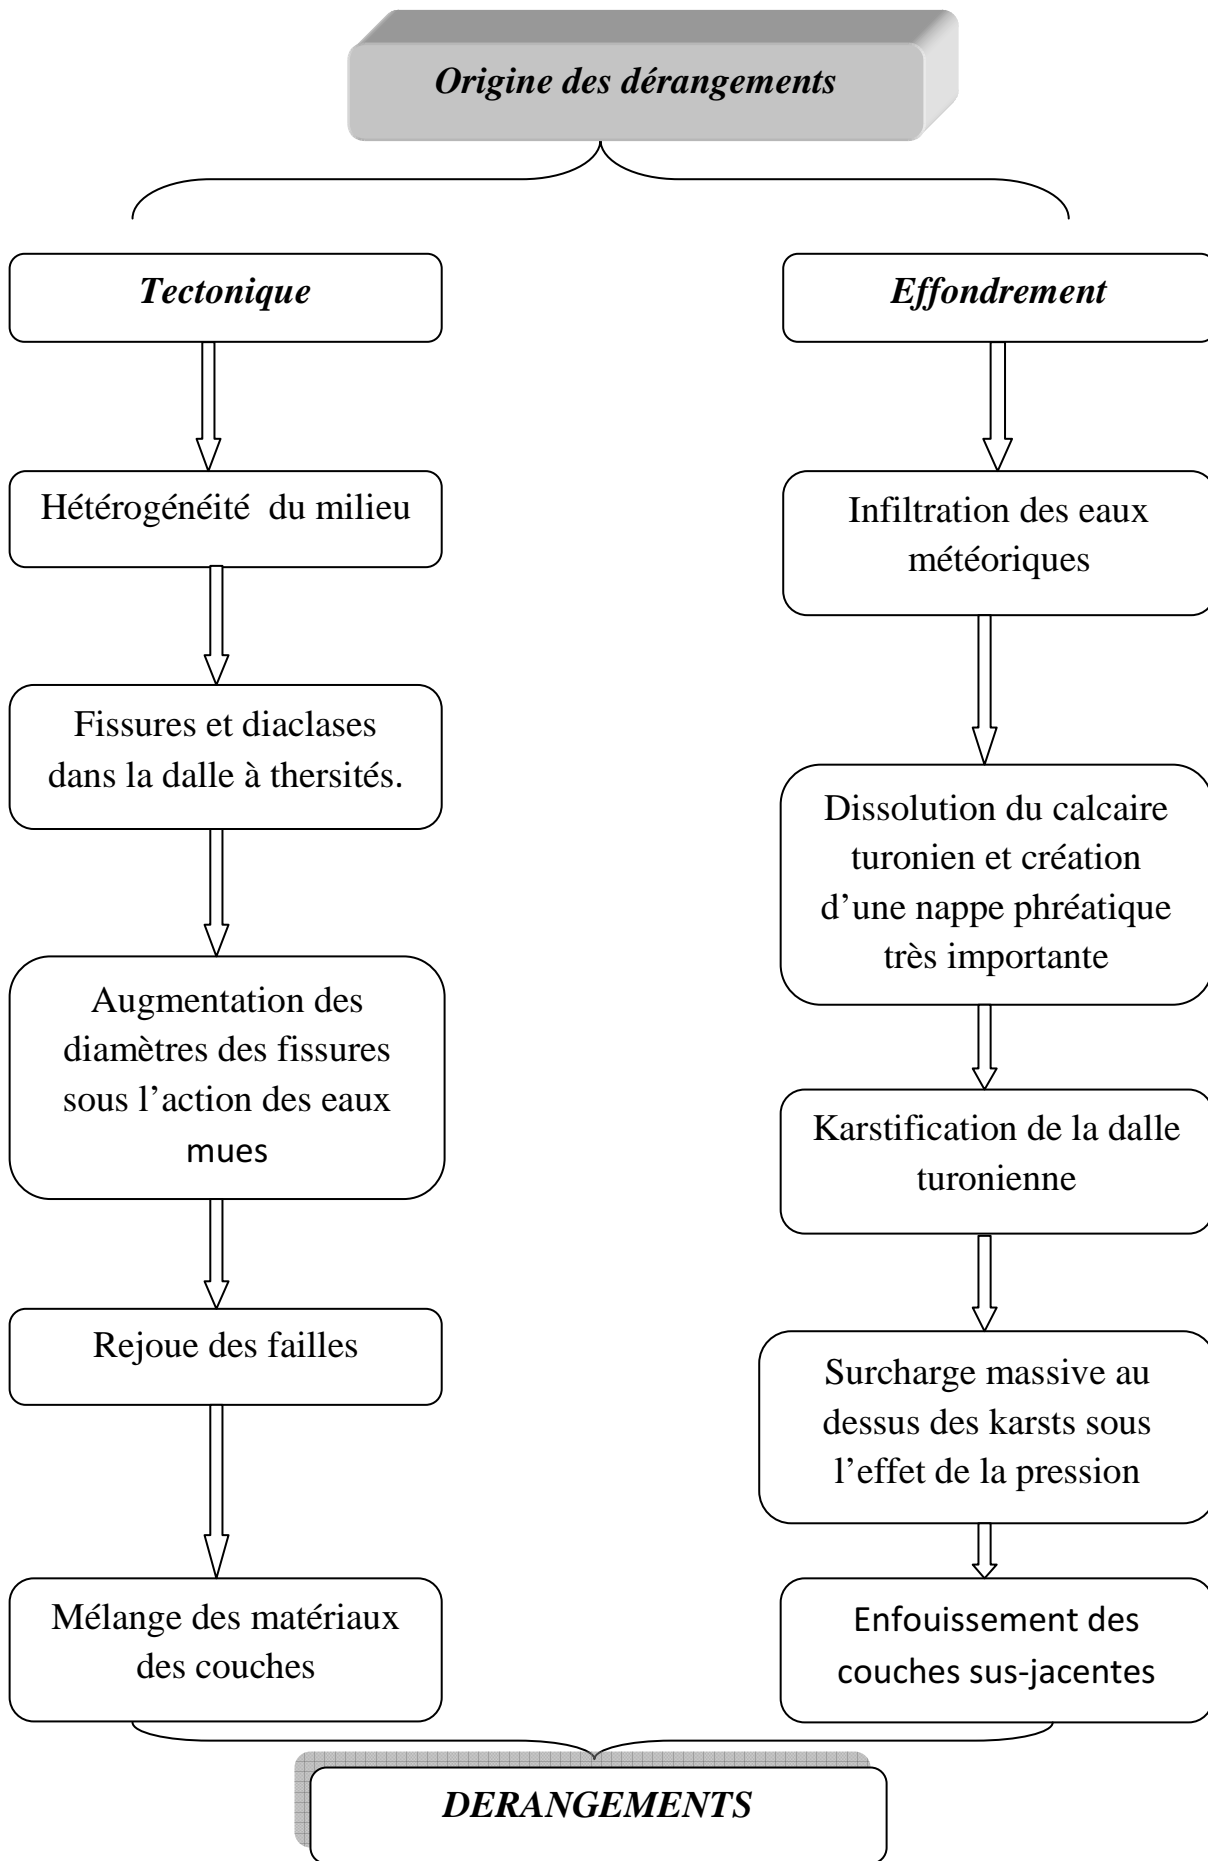 Origine des dérangements
Tectonique
Hétérogénéité du milieu
Fissures et diaclases
dans la dalle à thersités.
Augmentation des
diamètres des fissures
sous l’action des eaux
mues
Rejoue des failles
Mélange des matériaux
des couches
Effondrement
Infiltration des eaux
météoriques
Dissolution du calcaire
turonien et création
d’une nappe phréatique
très importante
Karstification de la dalle
turonienne
Surcharge massive au
dessus des karsts sous
l’effet de la pression
Enfouissement des
couches sus-jacentes
DERANGEMENTS